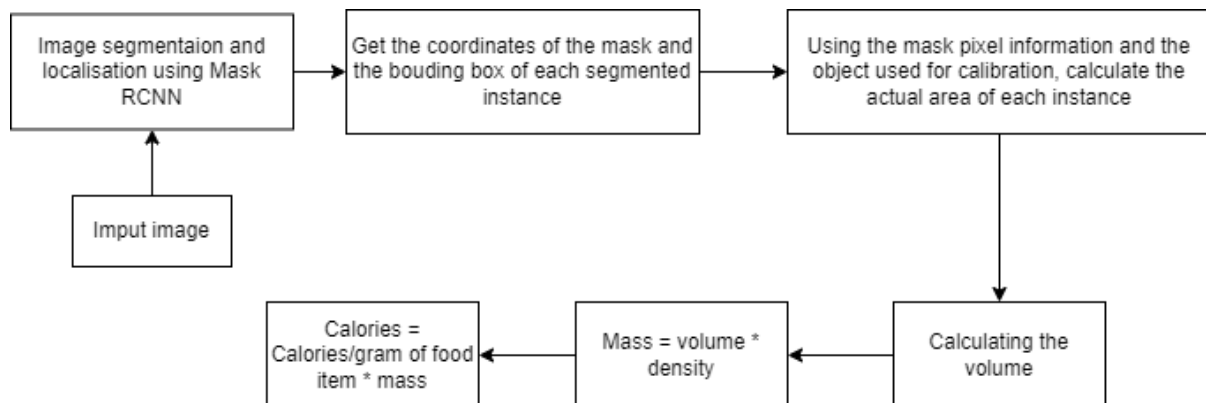 Image segmentaion and
localisation using Mask
RCNN
Get the coordinates of the mask and
the bouding box of each segmented
instance
Using the mask pixel information and the
object used for calibration, calculate the
actual area of each instance
Imput image
Calories =
Calories/gram of food
item * mass
Mass = volume *
density
Calculating the
volume